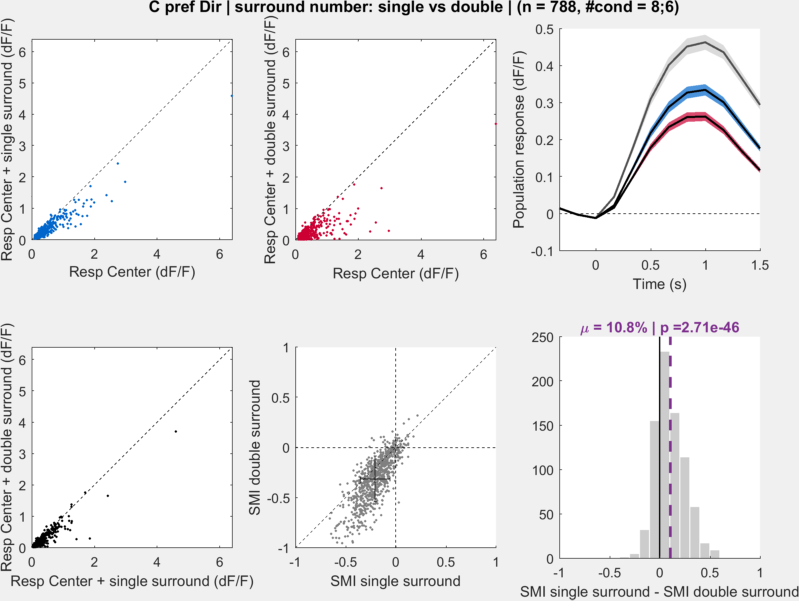 C pref Dir | surround number: single vs double | (n = 788, #cond = 8;6)
Resp Center + single surround (dF/F)
6
4
2
0
0 2 4 6
Resp Center (dF/F)
Resp Center + double surround (dF/F)
6
4
2
0
0 2 4 6
Resp Center (dF/F)
Population response (dF/F)
0.5
0.4
0.3
0.2
0.1
0
-0.1
0 0.5 1 1.5
Time (s)
Resp Center + double surround (dF/F)
6
5
4
3
2
1
0
0 2 4 6
Resp Center + single surround (dF/F)
SMI double surround
1
0.5
0
-0.5
-1
-1 -0.5 0 0.5 1
SMI single surround
μ = 10.8% | p =2.71e-46
250
200
150
100
50
0
-1 -0.5 0 0.5 1
SMI single surround - SMI double surround